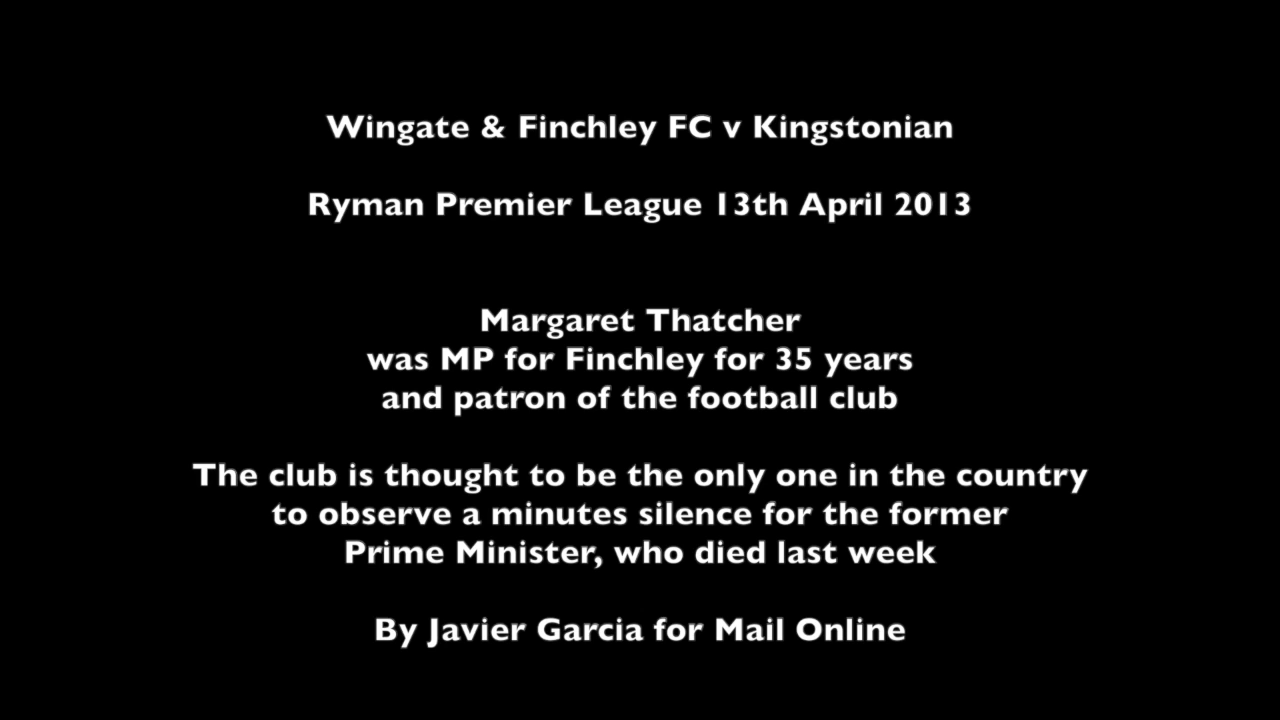 Wingate & Finchley FC v Kingstonian
Ryman Premier League 13th April 2013
Margaret Thatcher
was MP for Finchley for 35 years
and patron of the football club
The club is thought to be the only one in the country
to observe a minutes silence for the former
Prime Minister, who died last week
By Javier Garcia for Mail Online